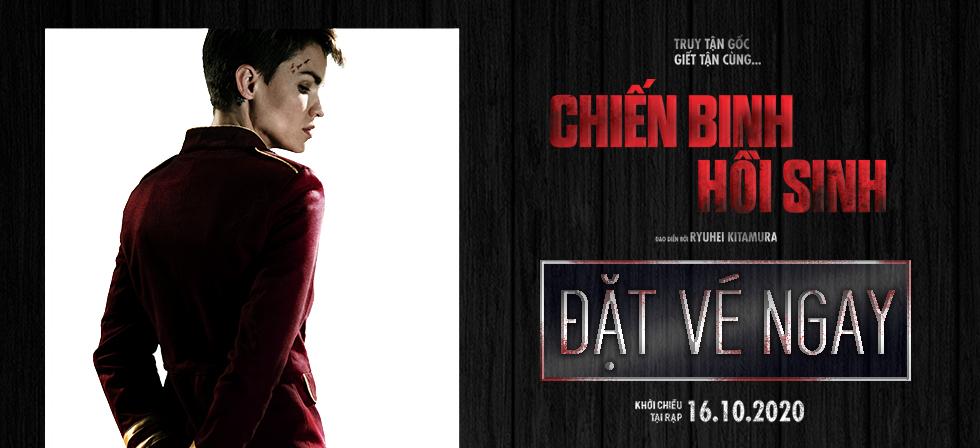 TRUY TẬN GỐC
GIẾT TẬN CÙNG...
CHIẾN BINH
HỒI SINH
ĐẠO DIỄN BỞI RYUHEI KITAMURA
ĐẶT VÉ NGAY
KHỞI CHIẾU
TẠI RẠP 16.10.2020